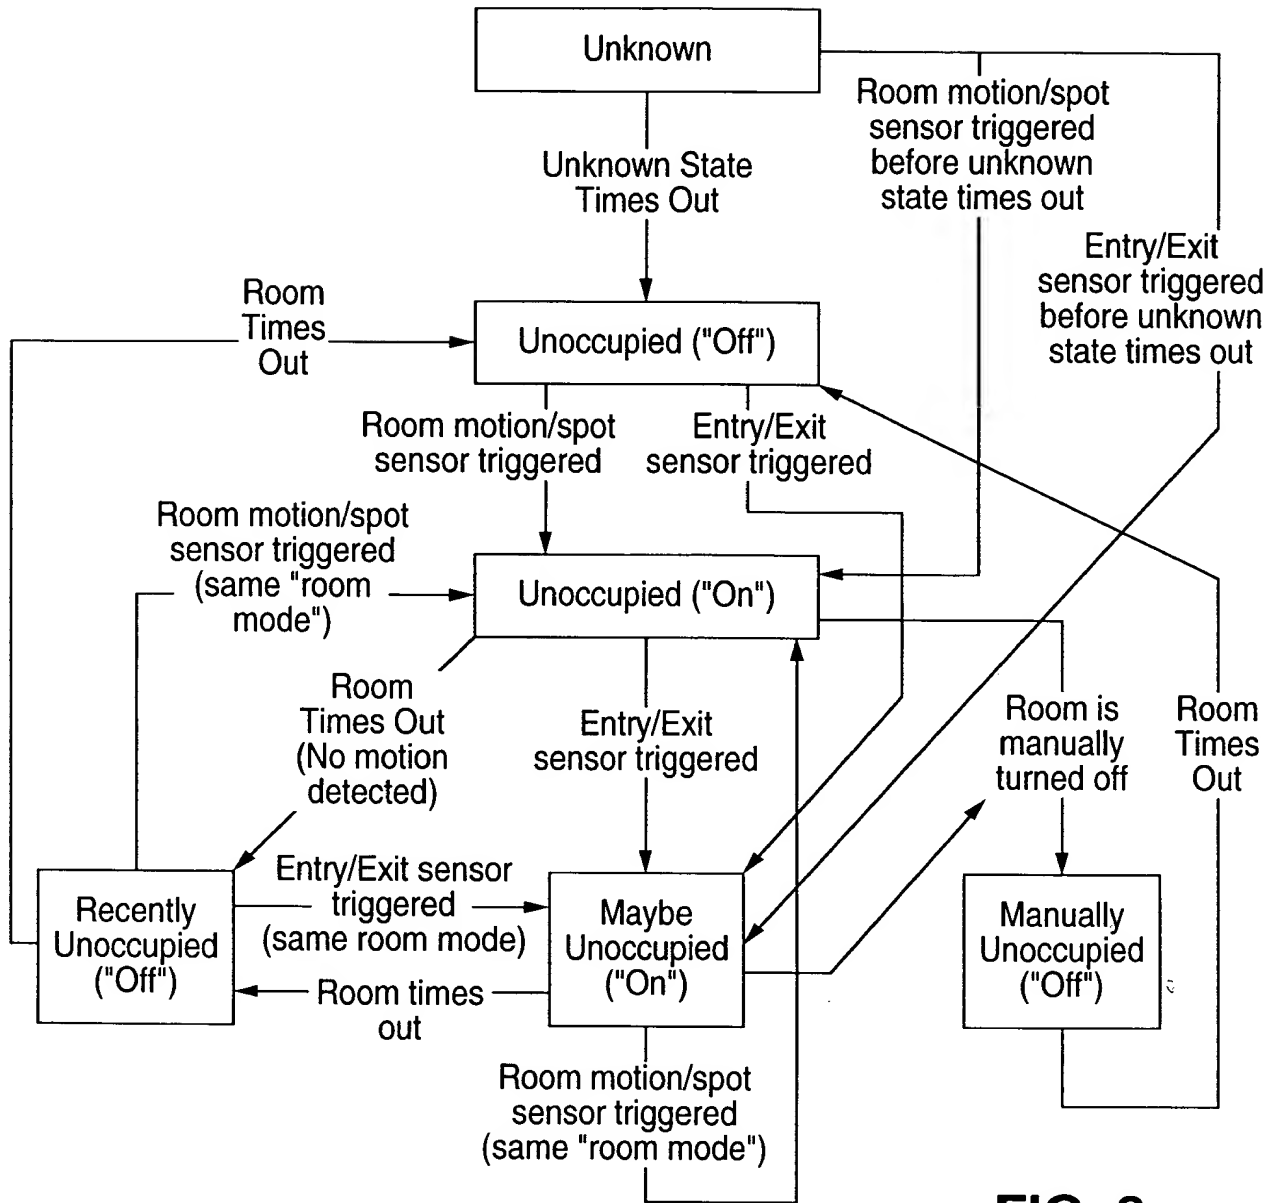 Unknown
Room motion/spot
sensor triggered
before unknown
state times out
Unknown State
Times Out
Entry/Exit
sensor triggered
before unknown
state times out
Room
Times
Out
Unoccupied ("Off")
Room motion/spot
sensor triggered
Entry/Exit
sensor triggered
Room motion/spot
sensor triggered
(same "room
mode")
Unoccupied ("On")
Room
Times Out
(No motion
detected)
Entry/Exit
sensor triggered
Room is
manually
turned off
Room
Times
Out
Recently
Unoccupied
("Off")
Entry/Exit sensor
triggered
(same room mode)
Room times
out
Maybe
Unoccupied
("On")
Manually
Unoccupied
("Off")
Room motion/spot
sensor triggered
(same "room mode")